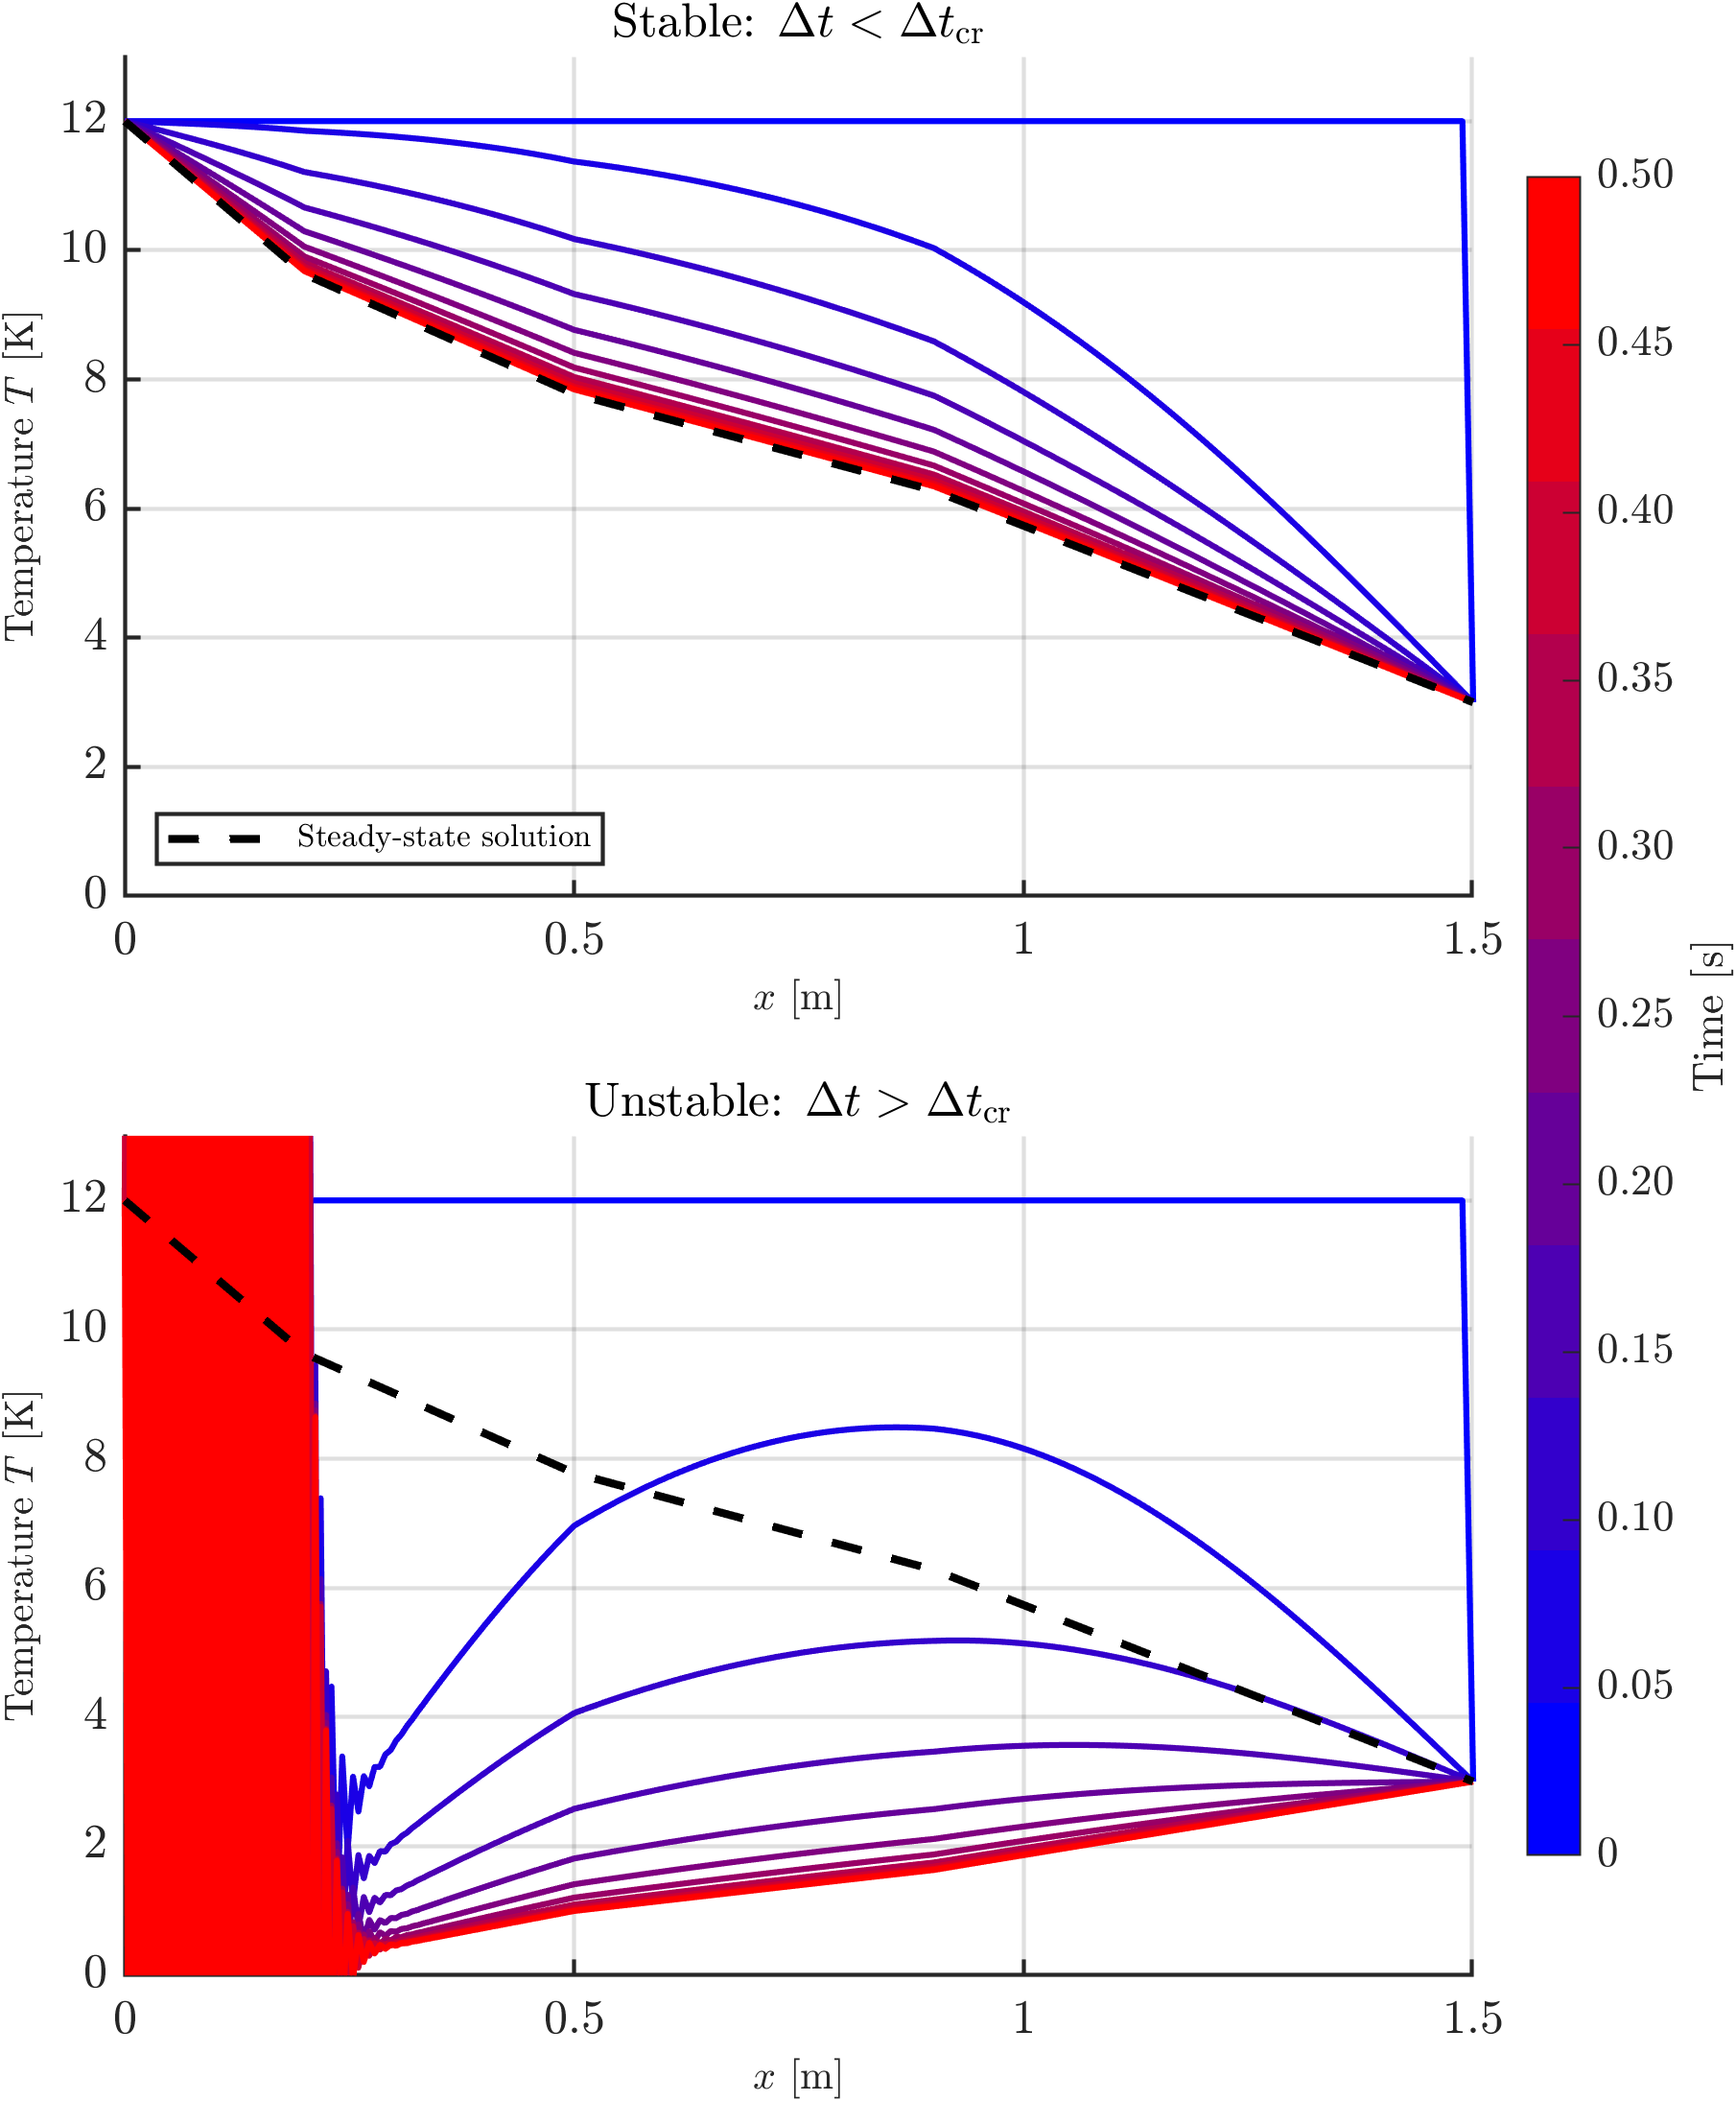 Stable: Δt < Δt_cr
12
10
8
6
4
2
0
Temperature T [K]
Steady-state solution
0 0.5 1 1.5
x [m]
Unstable: Δt > Δt_cr
12
10
8
6
4
2
0
Temperature T [K]
0 0.5 1 1.5
x [m]
0.50
0.45
0.40
0.35
0.30
0.25
0.20
0.15
0.10
0.05
0
Time [s]